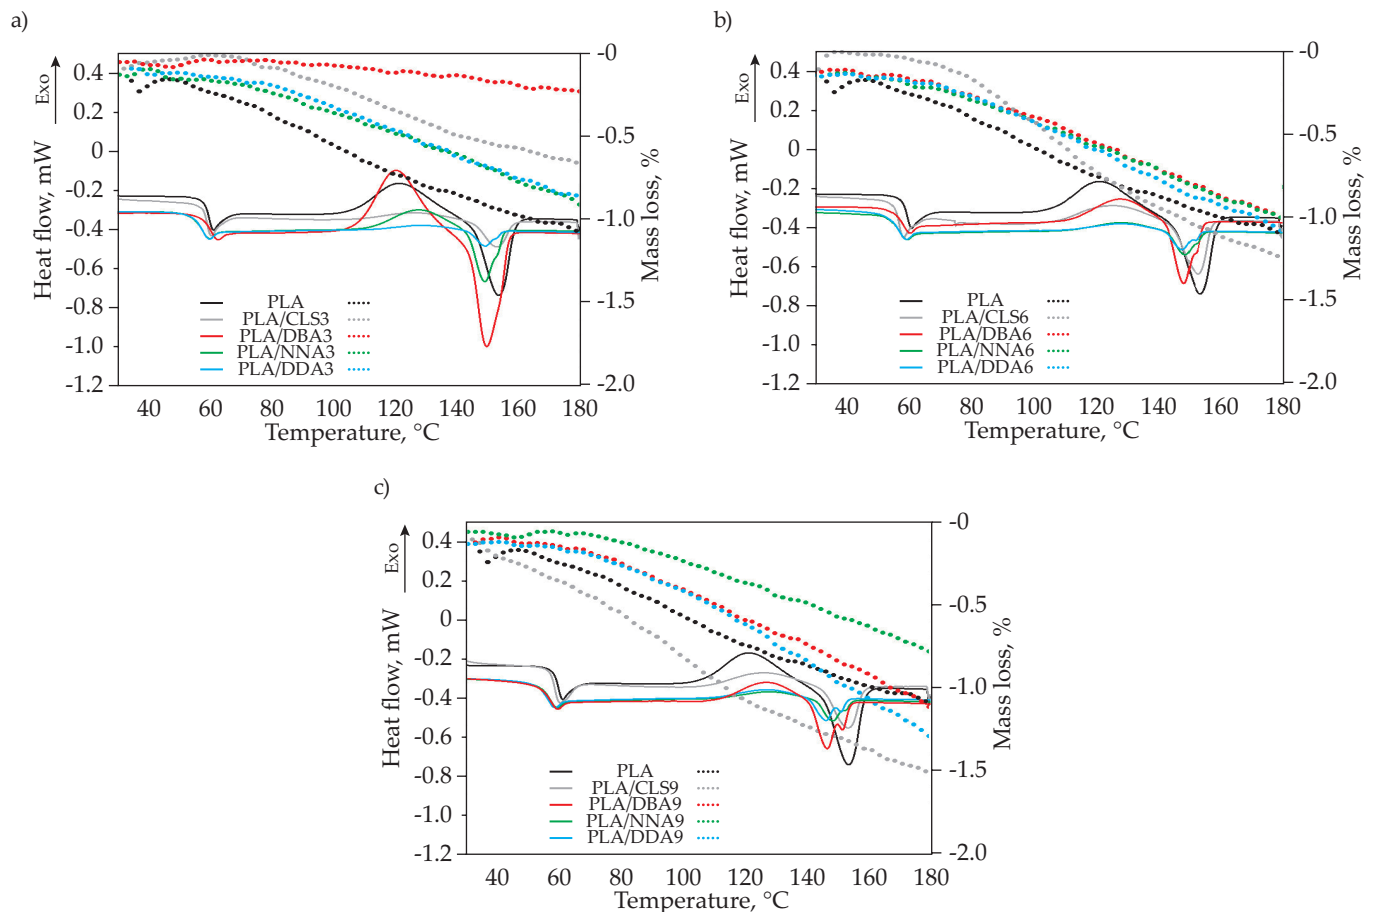 a)
Exo
0.4
0.2
0
-0.2
-0.4
-0.6
-0.8
-1.0
-1.2
Heat flow, mW
-0
-0.5
-1.0
-1.5
-2.0
Mass loss, %
PLA
PLA/CLS3
PLA/DBA3
PLA/NNA3
PLA/DDA3
40 60 80 100 120 140 160 180
Temperature, °C
b)
Exo
0.4
0.2
0
-0.2
-0.4
-0.6
-0.8
-1.0
-1.2
Heat flow, mW
-0
-0.5
-1.0
-1.5
-2.0
Mass loss, %
PLA
PLA/CLS6
PLA/DBA6
PLA/NNA6
PLA/DDA6
40 60 80 100 120 140 160 180
Temperature, °C
c)
Exo
0.4
0.2
0
-0.2
-0.4
-0.6
-0.8
-1.0
-1.2
Heat flow, mW
-0
-0.5
-1.0
-1.5
-2.0
Mass loss, %
PLA
PLA/CLS9
PLA/DBA9
PLA/NNA9
PLA/DDA9
40 60 80 100 120 140 160 180
Temperature, °C